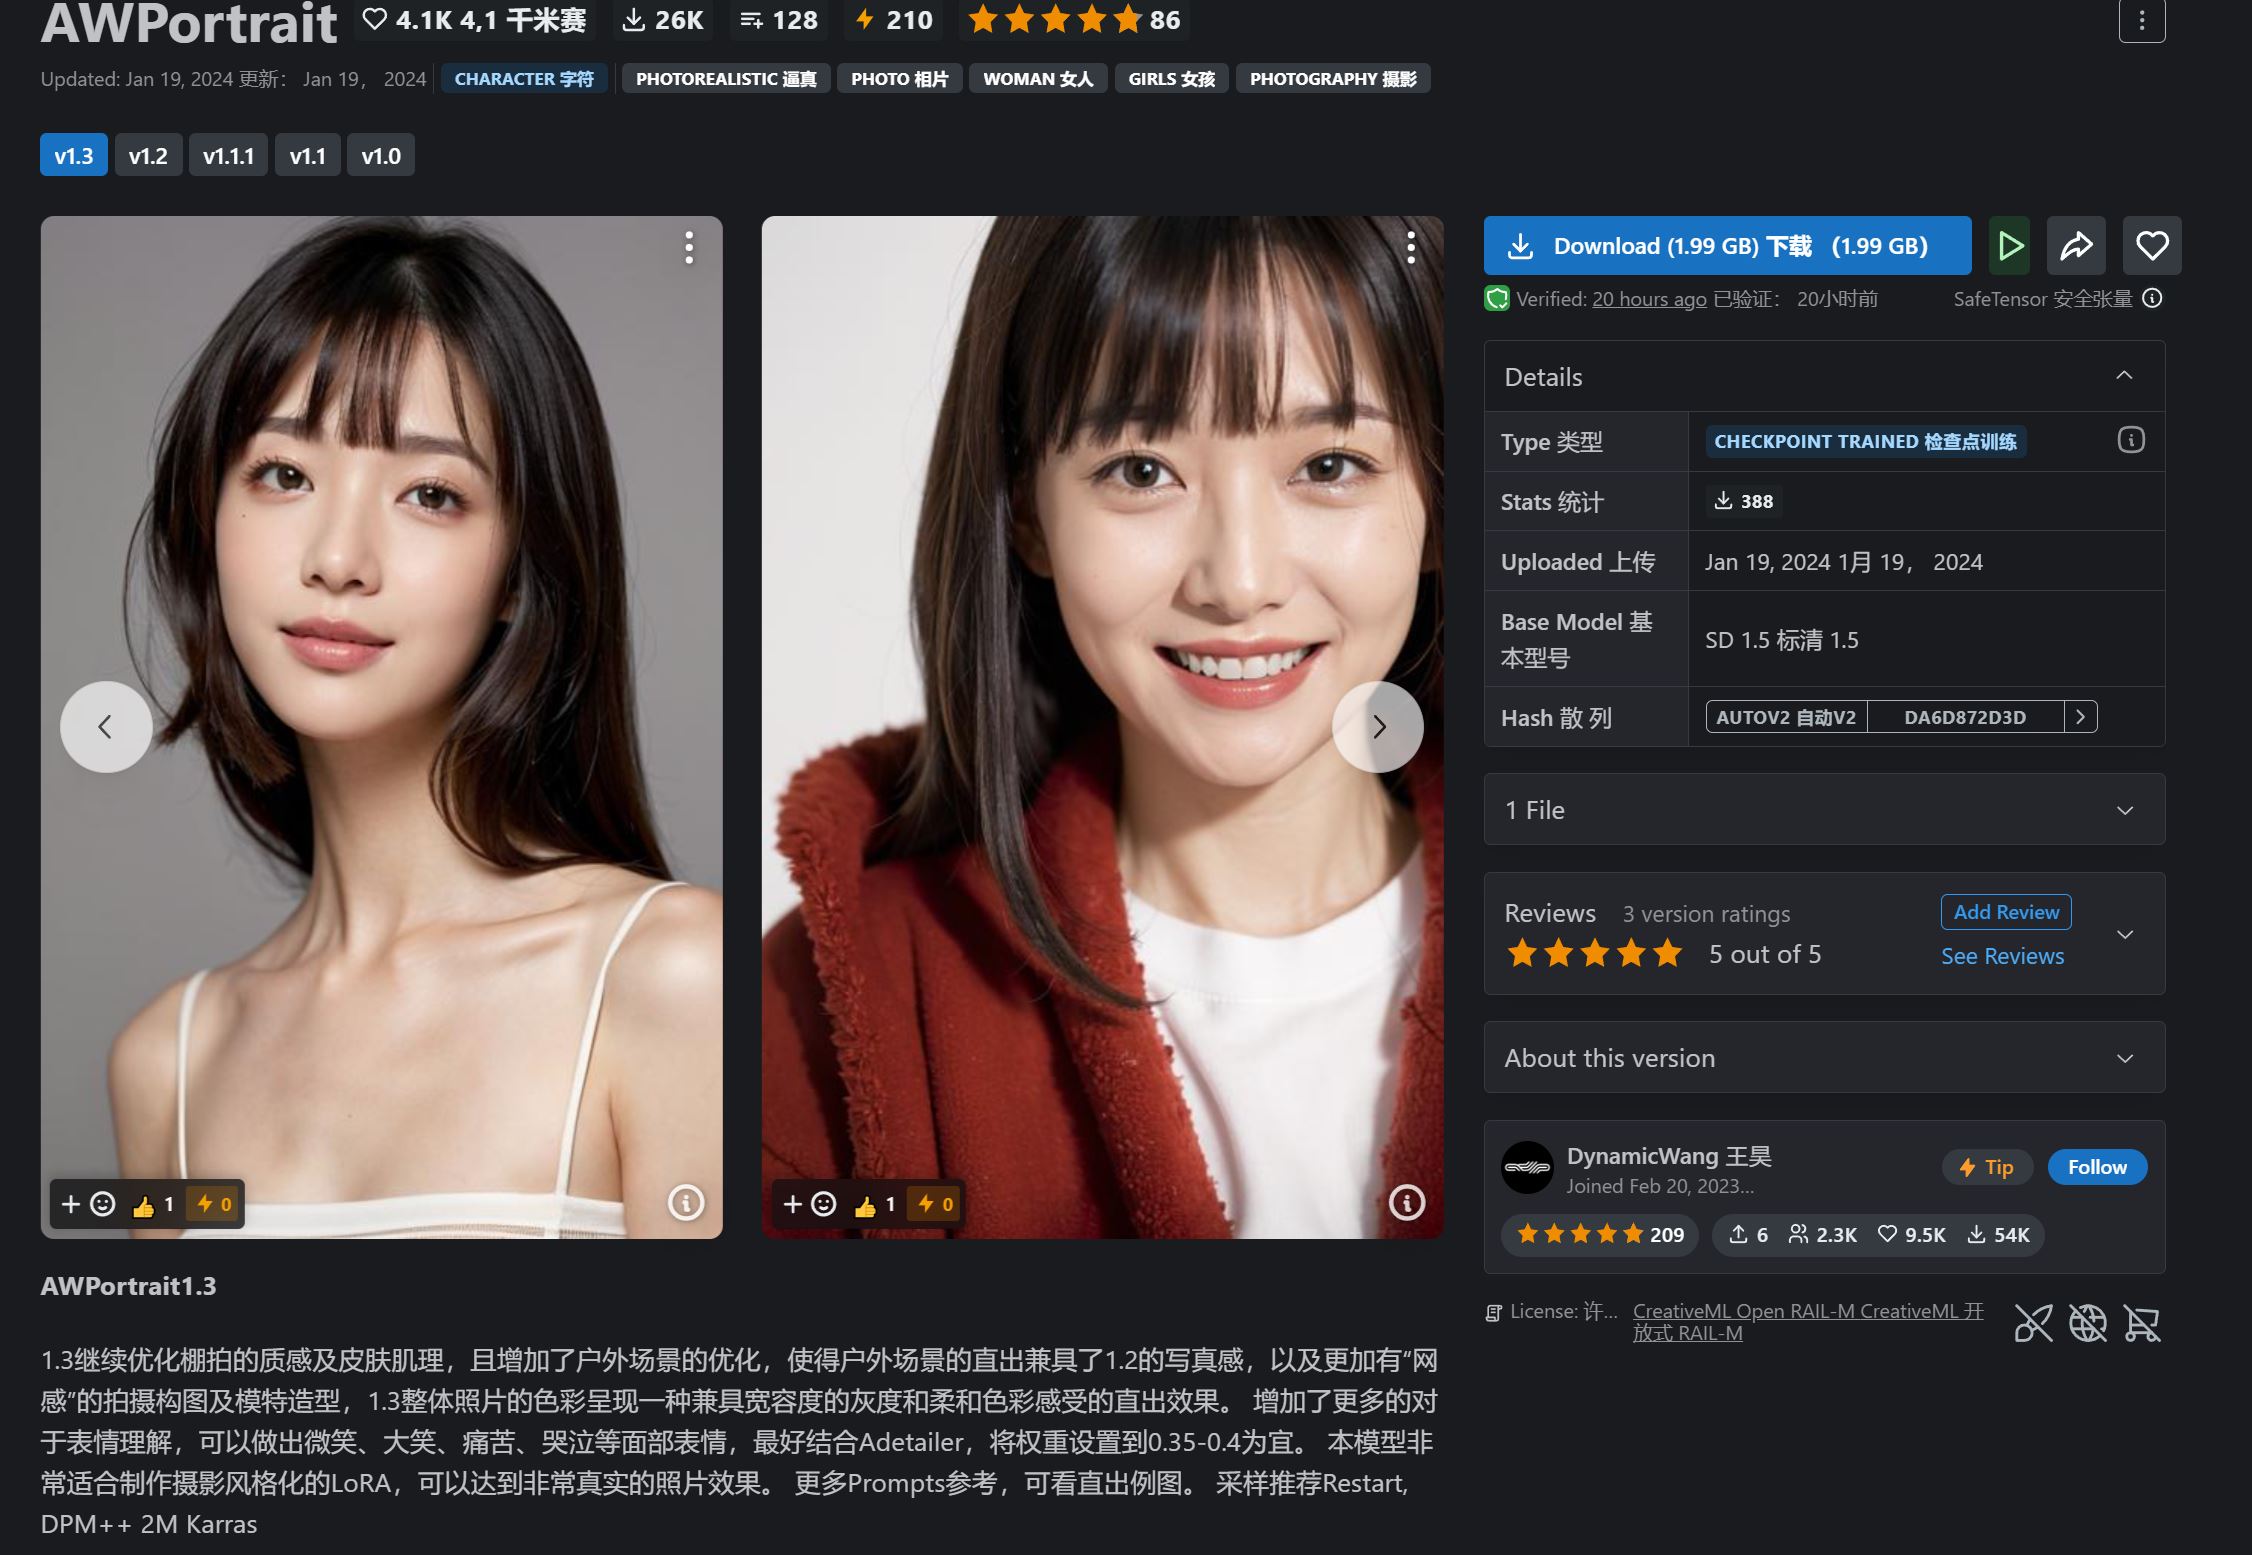 AWPortrait 4.1K 4,1 千米赛 26K 128 210 86
Updated: Jan 19, 2024 更新： Jan 19， 2024 CHARACTER 字符 PHOTOREALISTIC 逼真 PHOTO 相片 WOMAN 女人 GIRLS 女孩 PHOTOGRAPHY 摄影
v1.3 v1.2 v1.1.1 v1.1 v1.0
Download (1.99 GB) 下载 (1.99 GB)
Verified: 20 hours ago 已验证： 20小时前 SafeTensor 安全张量
Details
Type 类型 CHECKPOINT TRAINED 检查点训练
Stats 统计 388
Uploaded 上传 Jan 19, 2024 1月 19， 2024
Base Model 基
本型号
SD 1.5 标清 1.5
Hash 散 列 AUTOV2 自动V2 DA6D872D3D
1 File
Reviews 3 version ratings Add Review
5 out of 5 See Reviews
About this version
DynamicWang 王昊 Tip Follow
Joined Feb 20, 2023...
209 6 2.3K 9.5K 54K
License: 许... CreativeML Open RAIL-M CreativeML 开
放式 RAIL-M
1 0
1 0
AWPortrait1.3
1.3继续优化棚拍的质感及皮肤肌理，且增加了户外场景的优化，使得户外场景的直出兼具了1.2的写真感，以及更加有“网
感”的拍摄构图及模特造型，1.3整体照片的色彩呈现一种兼具宽容度的灰度和柔和色彩感受的直出效果。 增加了更多的对
于表情理解，可以做出微笑、大笑、痛苦、哭泣等面部表情，最好结合Adetailer，将权重设置到0.35-0.4为宜。 本模型非
常适合制作摄影风格化的LoRA，可以达到非常真实的照片效果。 更多Prompts参考，可看直出例图。 采样推荐Restart,
DPM++ 2M Karras